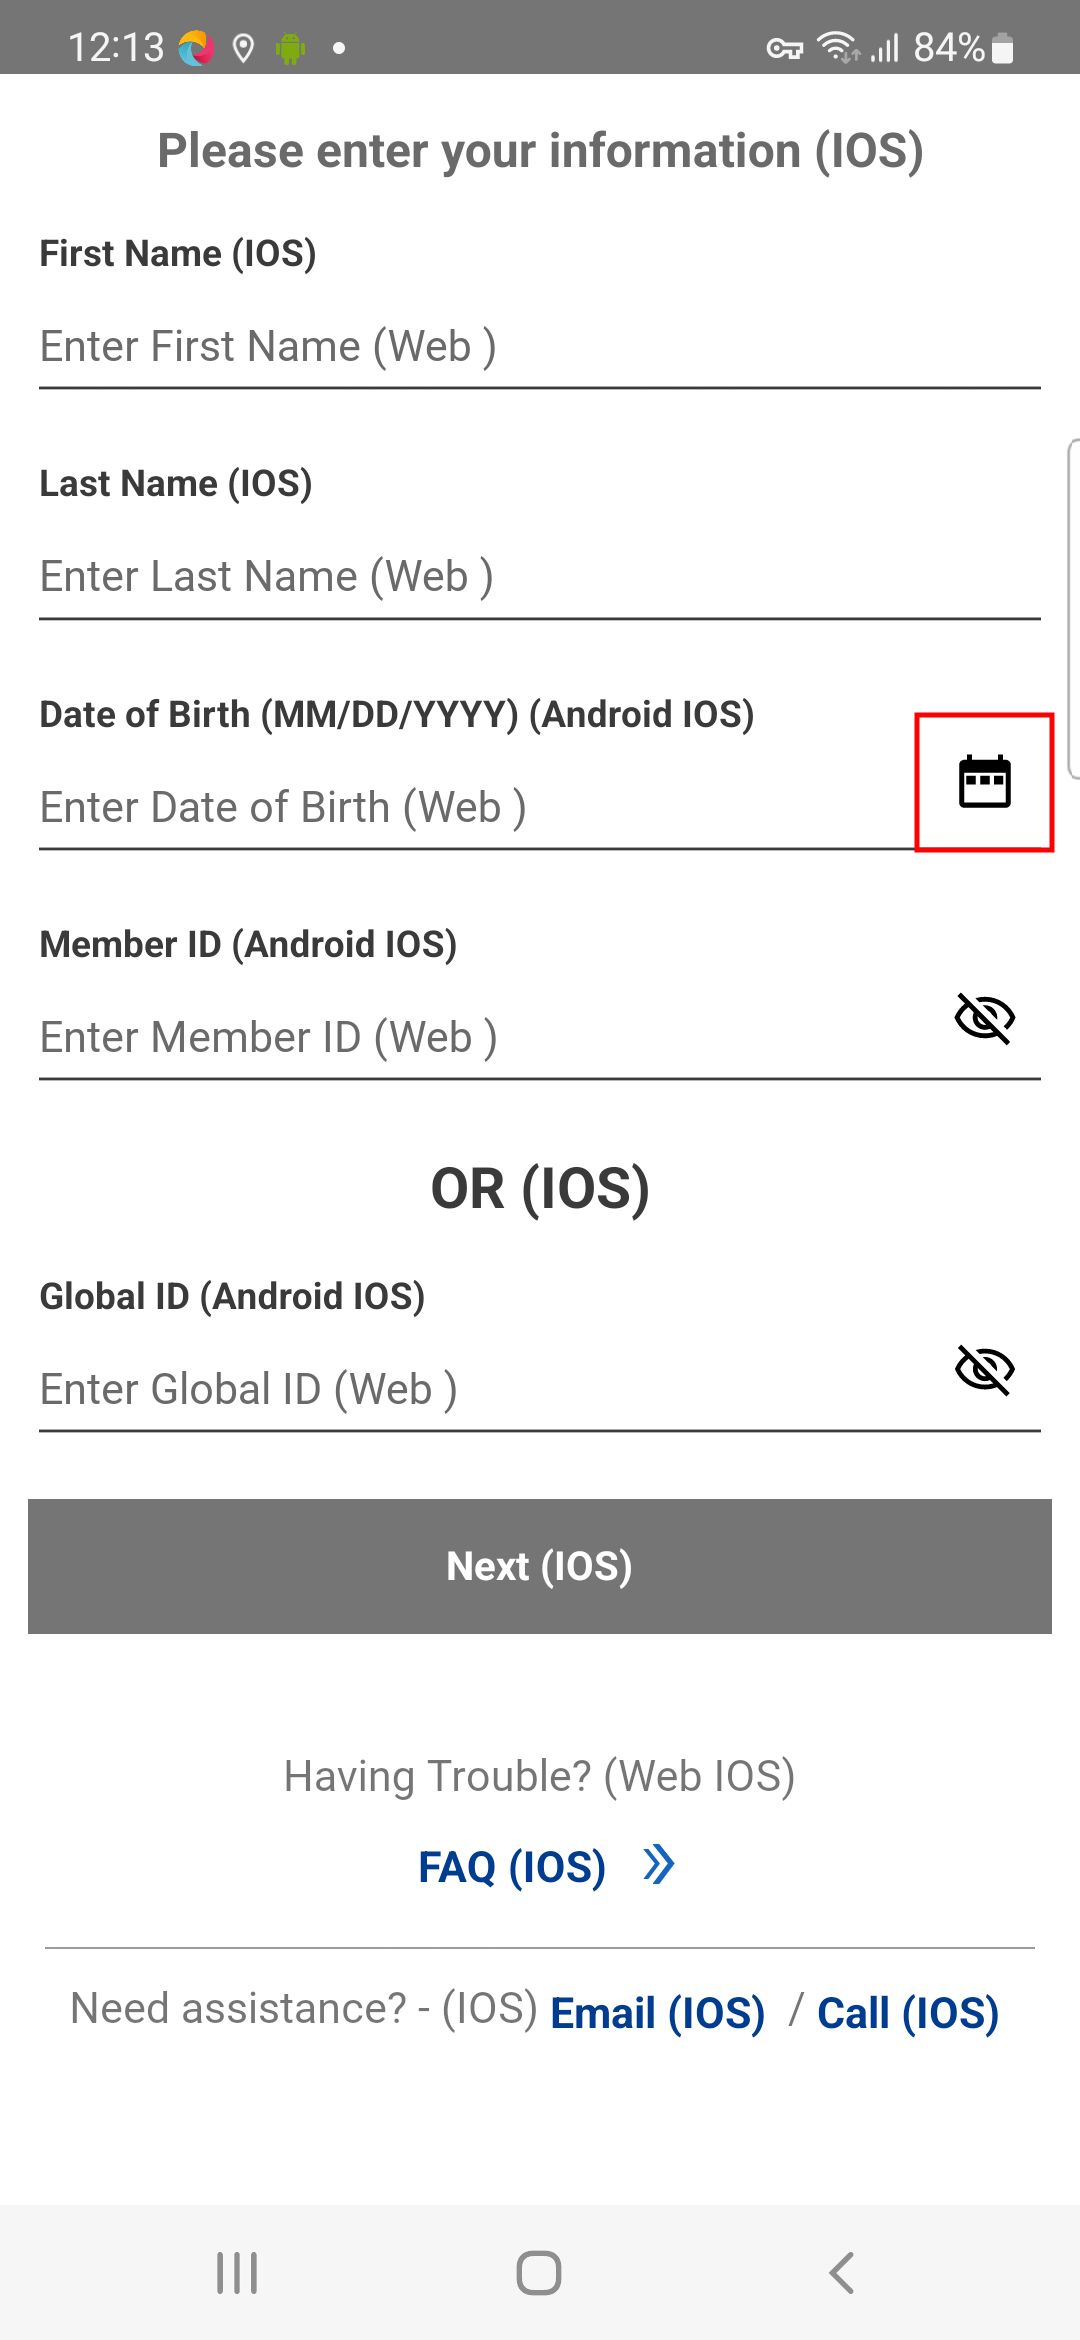 12:13
84%
Please enter your information (IOS)
First Name (IOS)
Enter First Name (Web )
Last Name (IOS)
Enter Last Name (Web )
Date of Birth (MM/DD/YYYY) (Android IOS)
Enter Date of Birth (Web )
Member ID (Android IOS)
Enter Member ID (Web )
OR (IOS)
Global ID (Android IOS)
Enter Global ID (Web )
Next (IOS)
Having Trouble? (Web IOS)
FAQ (IOS)
Need assistance? - (IOS) Email (IOS) / Call (IOS)